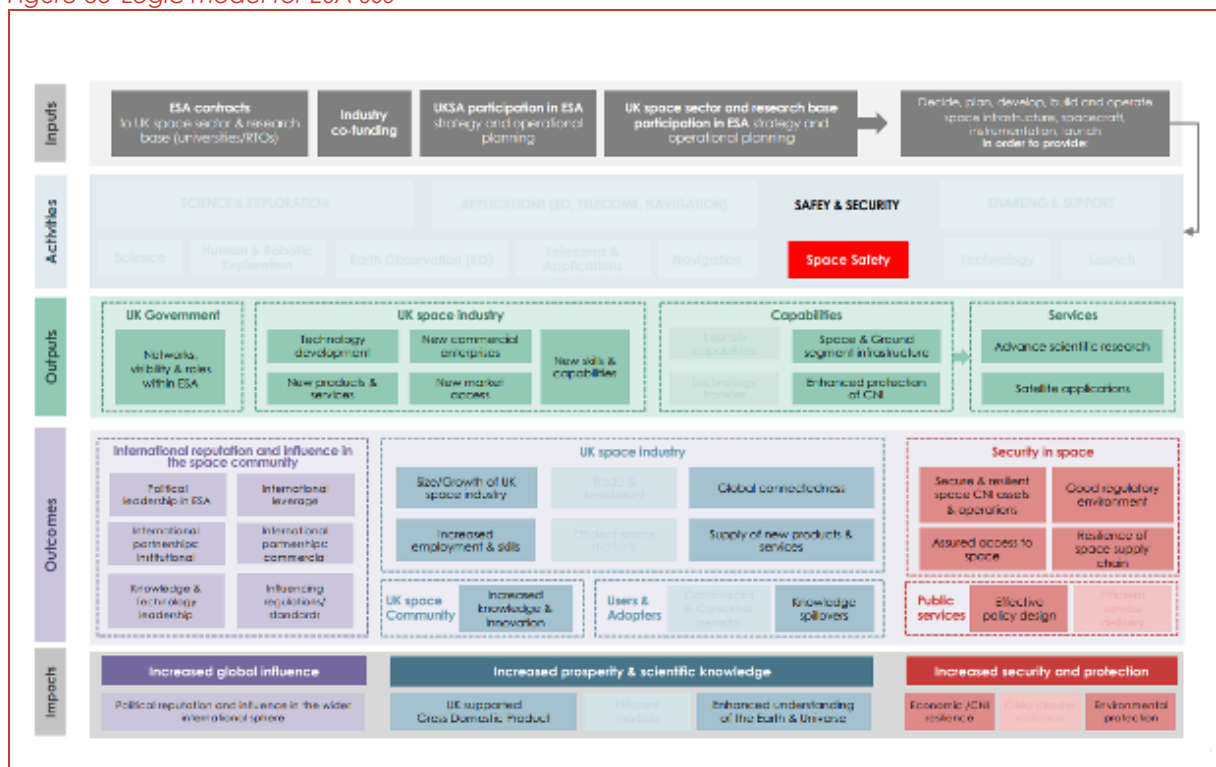 Inputs
ESA contracts
to UK space sector & research
base (universities/RTOs)
Industry
co-funding
UKSA participation in ESA
strategy and operational
planning
UK space sector and research base
participation in ESA strategy and
operational planning
Decide, plan, develop, build and operate
space infrastructure, spacecraft,
instrumentation, launch
In order to provide:
Activities
SCIENCE & EXPLORATION
APPLICATIONS (EO, TELECOMS, NAVIGATION)
SAFEY & SECURITY
ENABLING & SUPPORT
Science
Human & Robotic
Exploration
Earth Observation (EO)
Telecoms &
Applications
Navigation
Space Safety
Technology
Launch
Outputs
UK Government
Networks,
visibility & roles
within ESA
UK space industry
Technology
development
New commercial
enterprises
New products &
services
New market
access
New skills &
capabilities
Capabilities
Launch
capabilities
Space & Ground
segment infrastructure
Technology
transfer
Enhanced protection
of CNI
Services
Advance scientific research
Satellite applications
Outcomes
International reputation and influence in
the space community
Political
leadership in ESA
International
leverage
International
partnerships:
institutional
International
partnerships:
commercial
Knowledge &
Technology
leadership
Influencing
regulations/
standards
UK space industry
Size/Growth of UK
space industry
Trade &
investment
Global connectedness
Increased
employment & skills
Efficient space
markets
Supply of new products &
services
UK space
Community
Increased
knowledge &
innovation
Users &
Adopters
Commercial
& Consumer
benefits
Knowledge
spillovers
Security in space
Secure & resilient
space CNI assets
& operations
Good regulatory
environment
Assured access to
space
Resilience of
space supply
chain
Public
services
Effective
policy design
Efficient
service
delivery
Impacts
Increased global influence
Political reputation and influence in the wider
international sphere
Increased prosperity & scientific knowledge
UK supported
Gross Domestic Product
Efficient
markets
Enhanced understanding
of the Earth & Universe
Increased security and protection
Economic /CNI
resilience
Environmental
protection